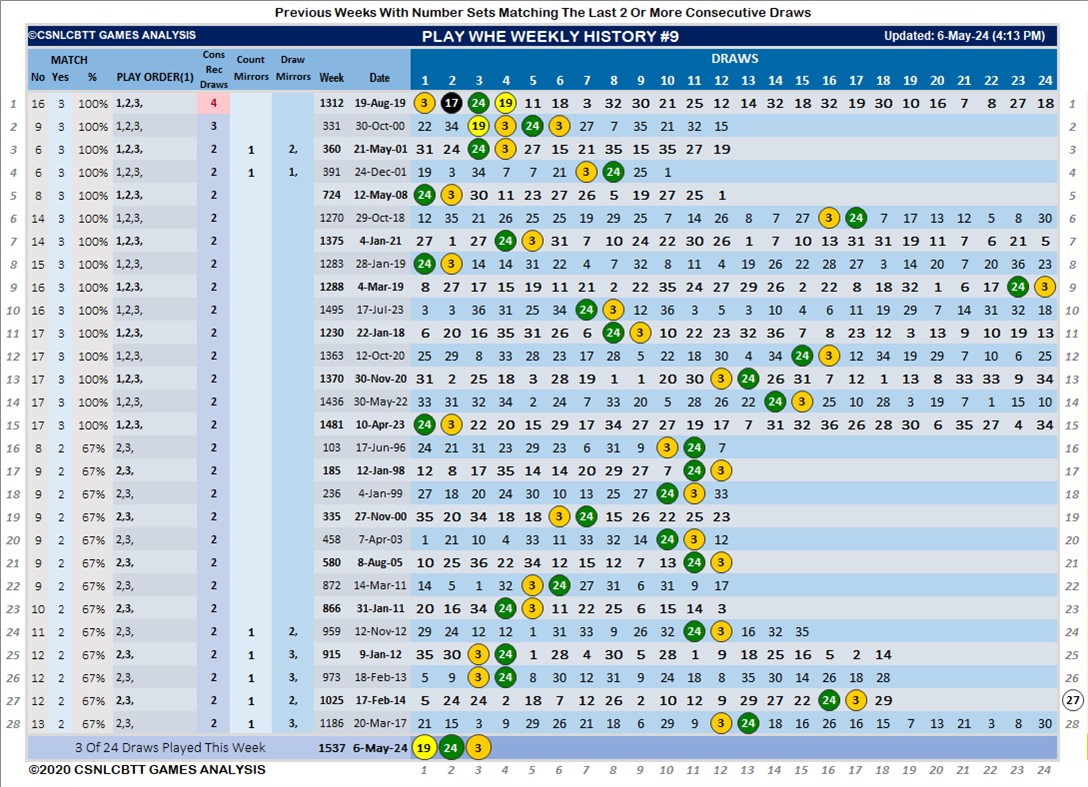 Previous Weeks With Number Sets Matching The Last 2 Or More Consecutive Draws
©CSNLCBTT GAMES ANALYSIS PLAY WHE WEEKLY HISTORY #9 Updated: 6-May-24 (4:13 PM)
MATCH Cons Rec Draws Count Mirrors Draw Mirrors DRAWS
No Yes % PLAY ORDER(1) Week Date 1 2 3 4 5 6 7 8 9 10 11 12 13 14 15 16 17 18 19 20 21 22 23 24
1 16 3 100% 1,2,3, 4 1312 19-Aug-19 3 17 24 19 11 18 3 32 30 21 25 12 14 32 18 32 19 30 10 16 7 8 27 18 1
2 9 3 100% 1,2,3, 3 331 30-Oct-00 22 34 19 3 24 3 27 7 35 21 32 15 2
3 6 3 100% 1,2,3, 2 1 2, 360 21-May-01 31 24 24 3 27 15 21 35 15 35 27 19 3
4 6 3 100% 1,2,3, 2 1 1, 391 24-Dec-01 19 3 34 7 7 21 3 24 25 1 4
5 8 3 100% 1,2,3, 2 724 12-May-08 24 3 30 11 23 27 26 5 19 27 25 1 5
6 14 3 100% 1,2,3, 2 1270 29-Oct-18 12 35 21 26 25 25 19 29 25 7 14 26 8 7 27 3 24 7 17 13 12 5 8 30 6
7 14 3 100% 1,2,3, 2 1375 4-Jan-21 27 1 27 24 3 31 7 10 24 22 30 26 1 7 10 13 31 31 19 11 7 6 21 5 7
8 15 3 100% 1,2,3, 2 1283 28-Jan-19 24 3 14 14 31 22 4 7 32 8 11 4 19 26 22 28 27 3 14 20 7 20 36 23 8
9 16 3 100% 1,2,3, 2 1288 4-Mar-19 8 27 17 15 19 11 21 2 22 35 24 27 29 26 2 22 8 18 32 1 6 17 24 3 9
10 16 3 100% 1,2,3, 2 1495 17-Jul-23 3 3 36 31 25 34 24 3 12 36 3 5 3 10 4 6 11 19 29 7 14 31 32 18 10
11 17 3 100% 1,2,3, 2 1230 22-Jan-18 6 20 16 35 31 26 6 24 3 10 22 23 32 36 7 8 23 12 3 13 9 10 19 13 11
12 17 3 100% 1,2,3, 2 1363 12-Oct-20 25 29 8 33 28 23 17 28 5 22 18 30 4 34 24 3 12 34 19 29 7 10 6 25 12
13 17 3 100% 1,2,3, 2 1370 30-Nov-20 31 2 25 18 3 28 19 1 1 20 30 3 24 26 31 7 12 1 13 8 33 33 9 34 13
14 17 3 100% 1,2,3, 2 1436 30-May-22 33 31 32 34 2 24 7 33 20 5 28 26 22 24 3 25 10 28 3 19 7 1 15 10 14
15 17 3 100% 1,2,3, 2 1481 10-Apr-23 24 3 22 20 15 29 17 34 27 27 19 17 7 31 32 36 26 28 30 6 35 27 4 34 15
16 8 2 67% 2,3, 2 103 17-Jun-96 24 21 31 23 29 23 6 31 9 3 24 7 16
17 9 2 67% 2,3, 2 185 12-Jan-98 12 8 17 35 14 14 20 29 27 7 24 3 17
18 9 2 67% 2,3, 2 236 4-Jan-99 27 18 20 24 30 10 13 25 27 24 3 33 18
19 9 2 67% 2,3, 2 335 27-Nov-00 35 20 34 18 18 3 24 15 26 22 25 23 19
20 9 2 67% 2,3, 2 458 7-Apr-03 1 21 10 4 33 11 33 32 14 24 3 12 20
21 9 2 67% 2,3, 2 580 8-Aug-05 10 25 36 22 34 12 15 12 7 13 24 3 21
22 9 2 67% 2,3, 2 872 14-Mar-11 14 5 1 32 3 24 27 31 6 31 9 17 22
23 10 2 67% 2,3, 2 866 31-Jan-11 20 16 34 24 3 11 22 25 6 15 14 3 23
24 11 2 67% 2,3, 2 1 2, 959 12-Nov-12 29 24 12 12 1 31 33 9 26 32 24 3 16 32 35 24
25 12 2 67% 2,3, 2 1 3, 915 9-Jan-12 35 30 3 24 1 28 4 30 5 28 1 9 18 25 16 5 2 14 25
26 12 2 67% 2,3, 2 1 3, 973 18-Feb-13 5 9 3 24 8 30 12 31 9 24 18 8 35 30 14 26 18 28 26
27 12 2 67% 2,3, 2 1 2, 1025 17-Feb-14 5 24 24 2 18 7 12 26 2 10 12 9 29 27 22 24 3 29 27
28 13 2 67% 2,3, 2 1 3, 1186 20-Mar-17 21 15 3 9 29 26 21 18 6 29 9 3 24 18 16 26 16 15 7 13 21 3 8 30 28
3 Of 24 Draws Played This Week 1537 6-May-24 19 24 3
©2020 CSNLCBTT GAMES ANALYSIS 1 2 3 4 5 6 7 8 9 10 11 12 13 14 15 16 17 18 19 20 21 22 23 24